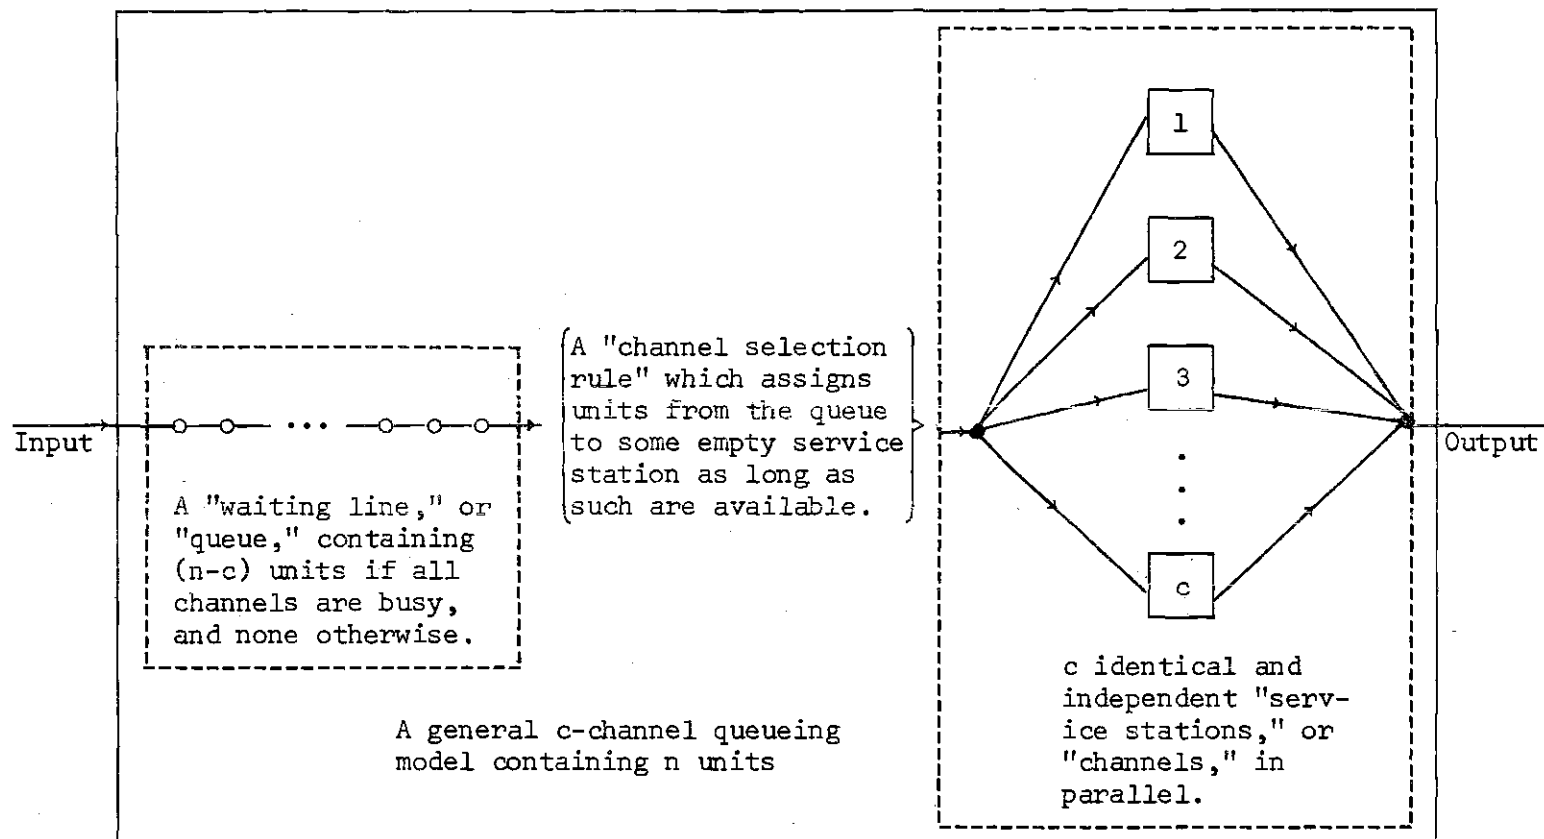 Input
A "waiting line," or
"queue," containing
(n-c) units if all
channels are busy,
and none otherwise.
A "channel selection
rule" which assigns
units from the queue
to some empty service
station as long as
such are available.
1
2
3
c
c identical and
independent "serv-
ice stations," or
"channels," in
parallel.
Output
A general c-channel queueing
model containing n units